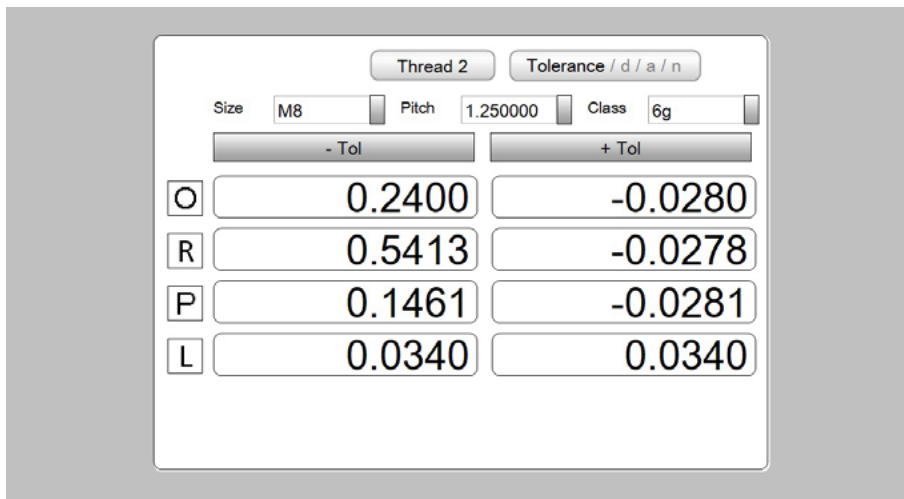 Thread 2 Tolerance / d / a / n
Size M8 Pitch 1.250000 Class 6g
- Tol + Tol
O 0.2400 -0.0280
R 0.5413 -0.0278
P 0.1461 -0.0281
L 0.0340 0.0340